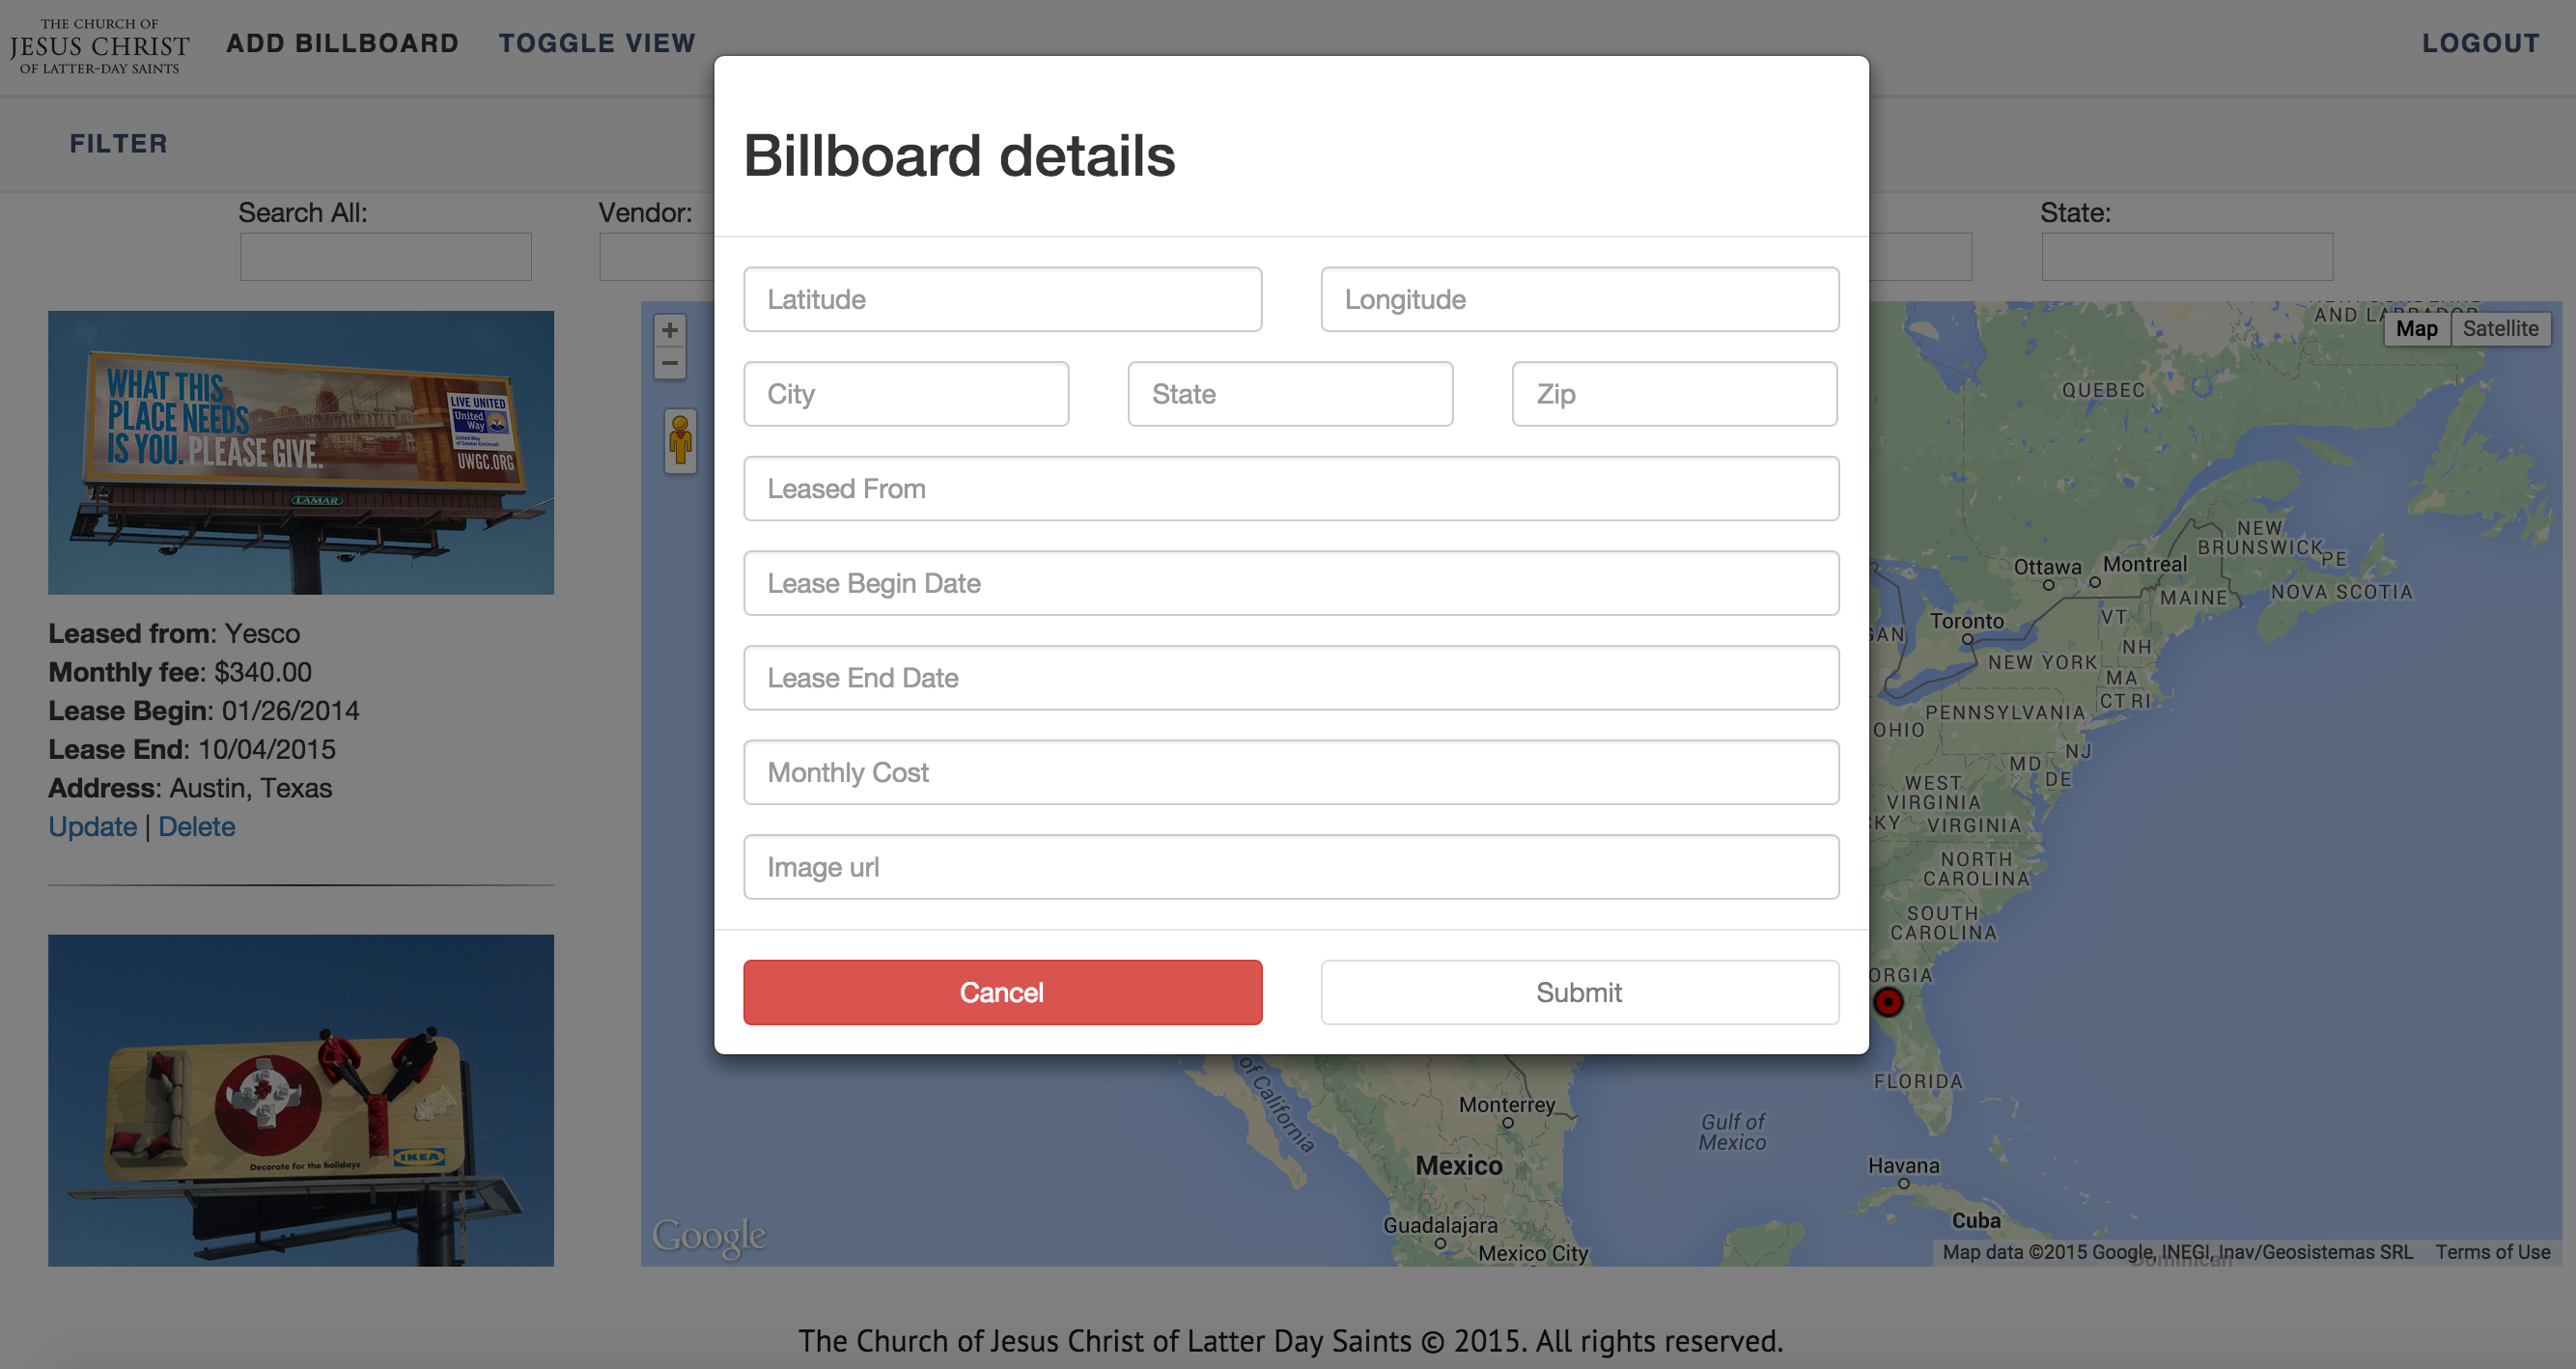 THE CHURCH OF
JESUS CHRIST
OF LATTER-DAY SAINTS
ADD BILLBOARD
TOGGLE VIEW
LOGOUT
FILTER
Search All:
Vendor:
State:
Billboard details
Latitude
Longitude
City
State
Zip
Leased From
Lease Begin Date
Lease End Date
Monthly Cost
Image url
Cancel
Submit
WHAT THIS
PLACE NEEDS
IS YOU. PLEASE GIVE.
LIVE UNITED
United
Way
United Way
of Greater Cincinnati
UWGC.ORG
LAMAR
Leased from: Yesco
Monthly fee: $340.00
Lease Begin: 01/26/2014
Lease End: 10/04/2015
Address: Austin, Texas
Update | Delete
Decorate for the holidays
IKEA
+
−
Map
Satellite
AND
QUEBEC
NEW
BRUNSWICK
PE
Ottawa
Montreal
MAINE
NOVA SCOTIA
VT
Toronto
GAN
NH
NEW YORK
MA
CT RI
PENNSYLVANIA
OHIO
NJ
MD
DE
WEST
VIRGINIA
KY
VIRGINIA
NORTH
CAROLINA
SOUTH
CAROLINA
ORGIA
FLORIDA
of California
Monterrey
Gulf of
Mexico
Mexico
Havana
Cuba
Guadalajara
Mexico City
Google
Map data ©2015 Google, INEGI, Inav/Geosistemas SRL
Terms of Use
Dominican
The Church of Jesus Christ of Latter Day Saints © 2015. All rights reserved.